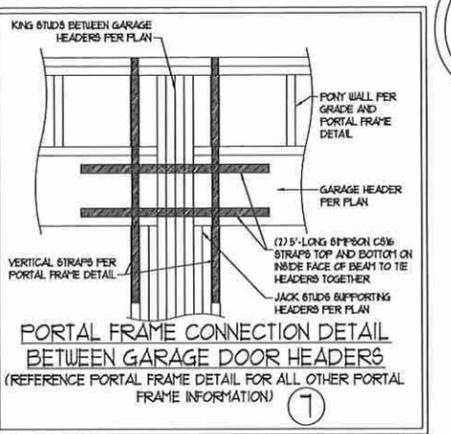 KING STUDS BETWEEN GARAGE
HEADERS PER PLAN
PONY WALL PER
GRADE AND
PORTAL FRAME
DETAIL
GARAGE HEADER
PER PLAN
(2) 5'-LONG SIMPSON CS16
STRAPS TOP AND BOTTOM ON
INSIDE FACE OF BEAM TO TIE
HEADERS TOGETHER
VERTICAL STRAPS PER
PORTAL FRAME DETAIL
JACK STUDS SUPPORTING
HEADERS PER PLAN
PORTAL FRAME CONNECTION DETAIL
BETWEEN GARAGE DOOR HEADERS
(REFERENCE PORTAL FRAME DETAIL FOR ALL OTHER PORTAL
FRAME INFORMATION)
7